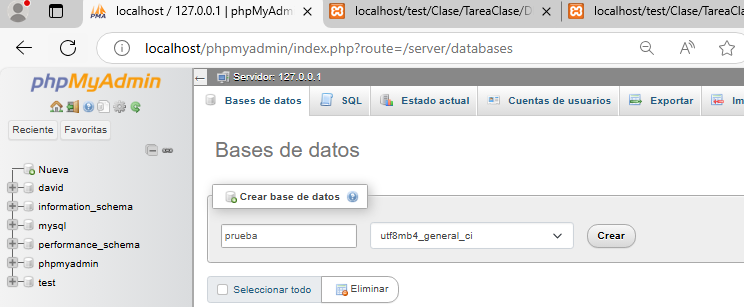 localhost / 127.0.0.1 | phpMyAdm
localhost/test/Clase/TareaClase/D
localhost/test/Clase/TareaC
localhost/phpmyadmin/index.php?route=/server/databases
phpMyAdmin
Reciente Favoritas
Nueva
david
information_schema
mysql
performance_schema
phpmyadmin
test
Servidor: 127.0.0.1
Bases de datos SQL Estado actual Cuentas de usuarios Exportar Im
Bases de datos
Crear base de datos
prueba utf8mb4_general_ci Crear
Seleccionar todo Eliminar